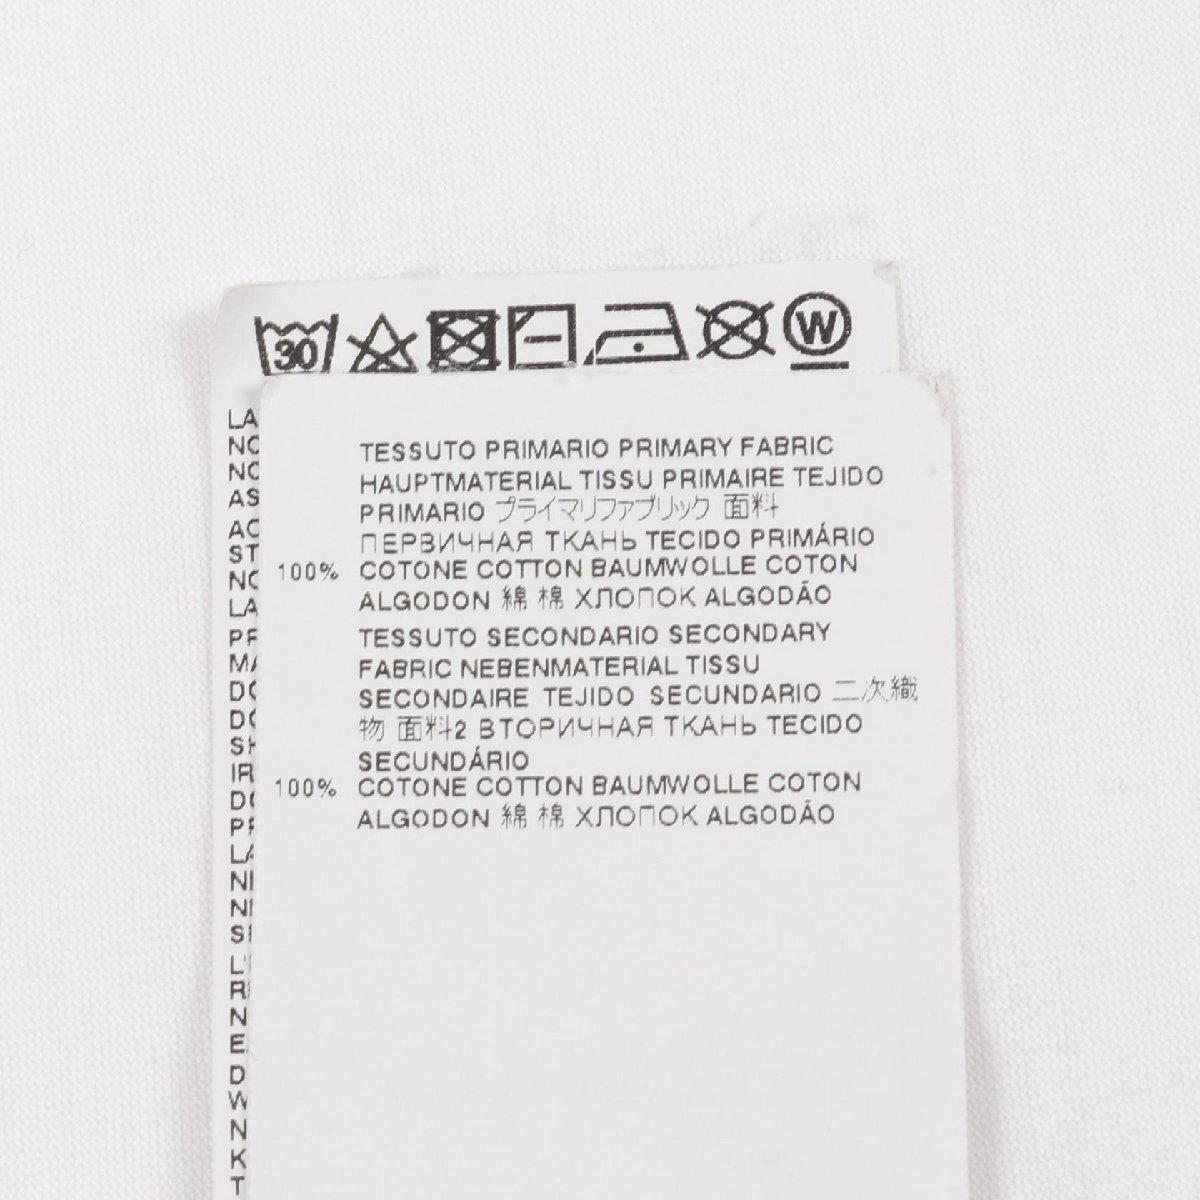 30 W
TESSUTO PRIMARIO PRIMARY FABRIC
HAUPTMATERIAL TISSU PRIMAIRE TEJIDO
PRIMARIO プライマリファブリック 面料
ПЕРВИЧНАЯ ТКАНЬ TECIDO PRIMÁRIO
100% COTONE COTTON BAUMWOLLE COTON
ALGODON 綿 棉 ХЛОПОК ALGODÃO
TESSUTO SECONDARIO SECONDARY
FABRIC NEBENMATERIAL TISSU
SECONDAIRE TEJIDO SECUNDARIO 二次織
物 面料2 ВТОРИЧНАЯ ТКАНЬ TECIDO
SECUNDÁRIO
100% COTONE COTTON BAUMWOLLE COTON
ALGODON 綿 棉 ХЛОПОК ALGODÃO